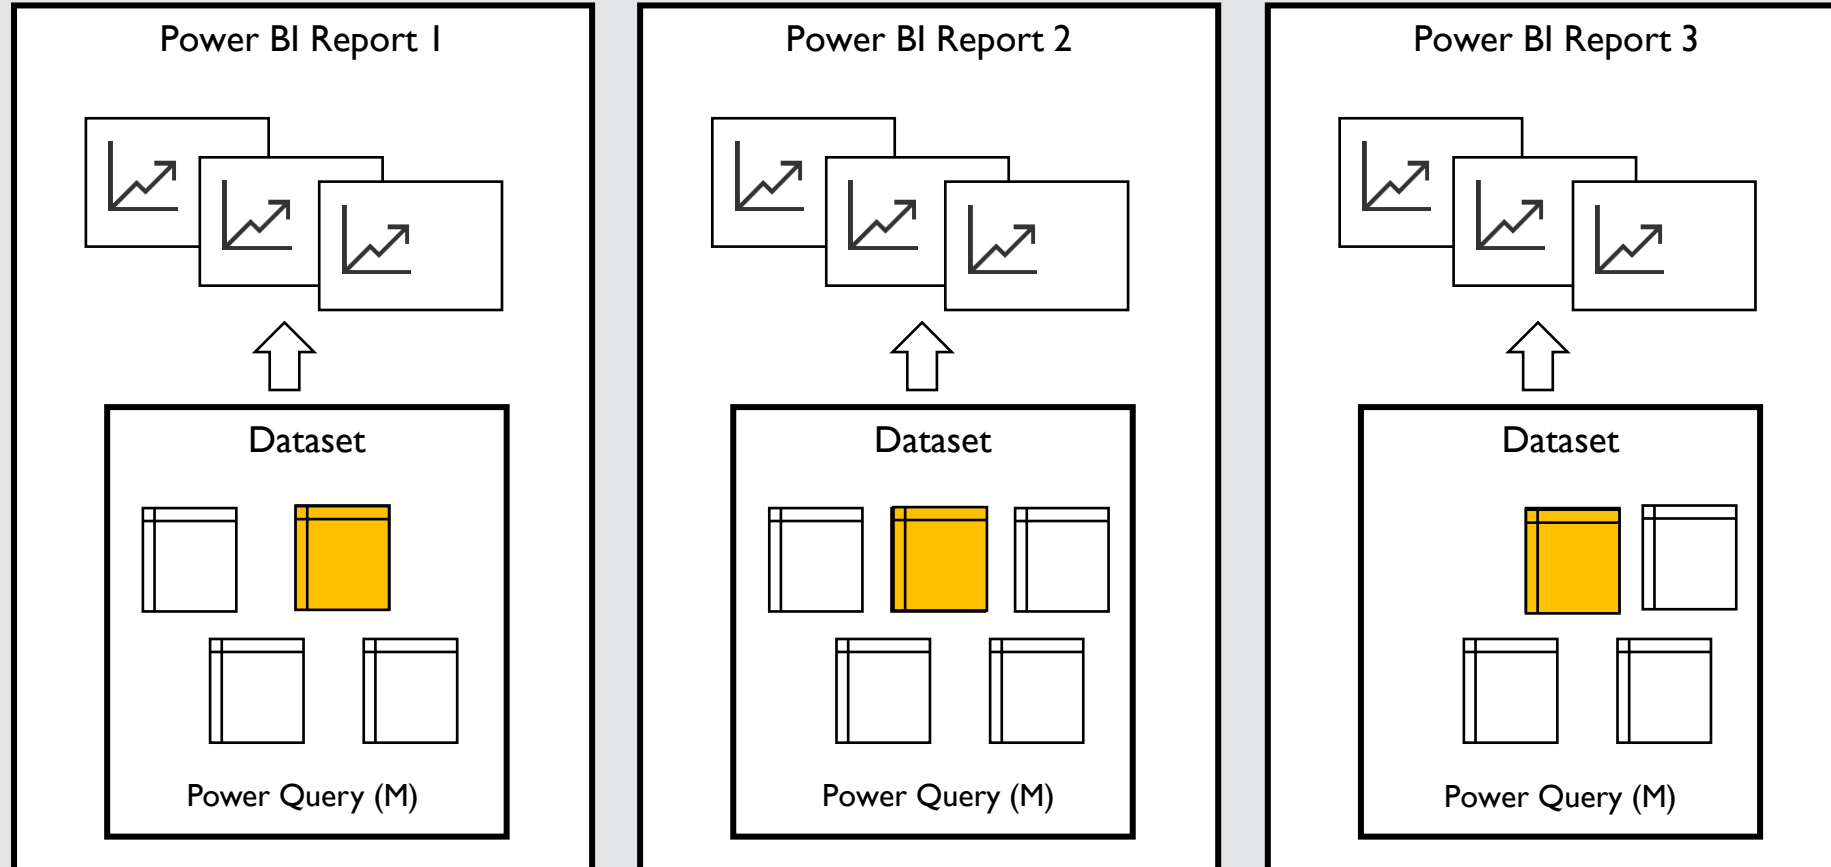 Power BI Report 1
Power BI Report 2
Power BI Report 3
Dataset
Dataset
Dataset
Power Query (M)
Power Query (M)
Power Query (M)